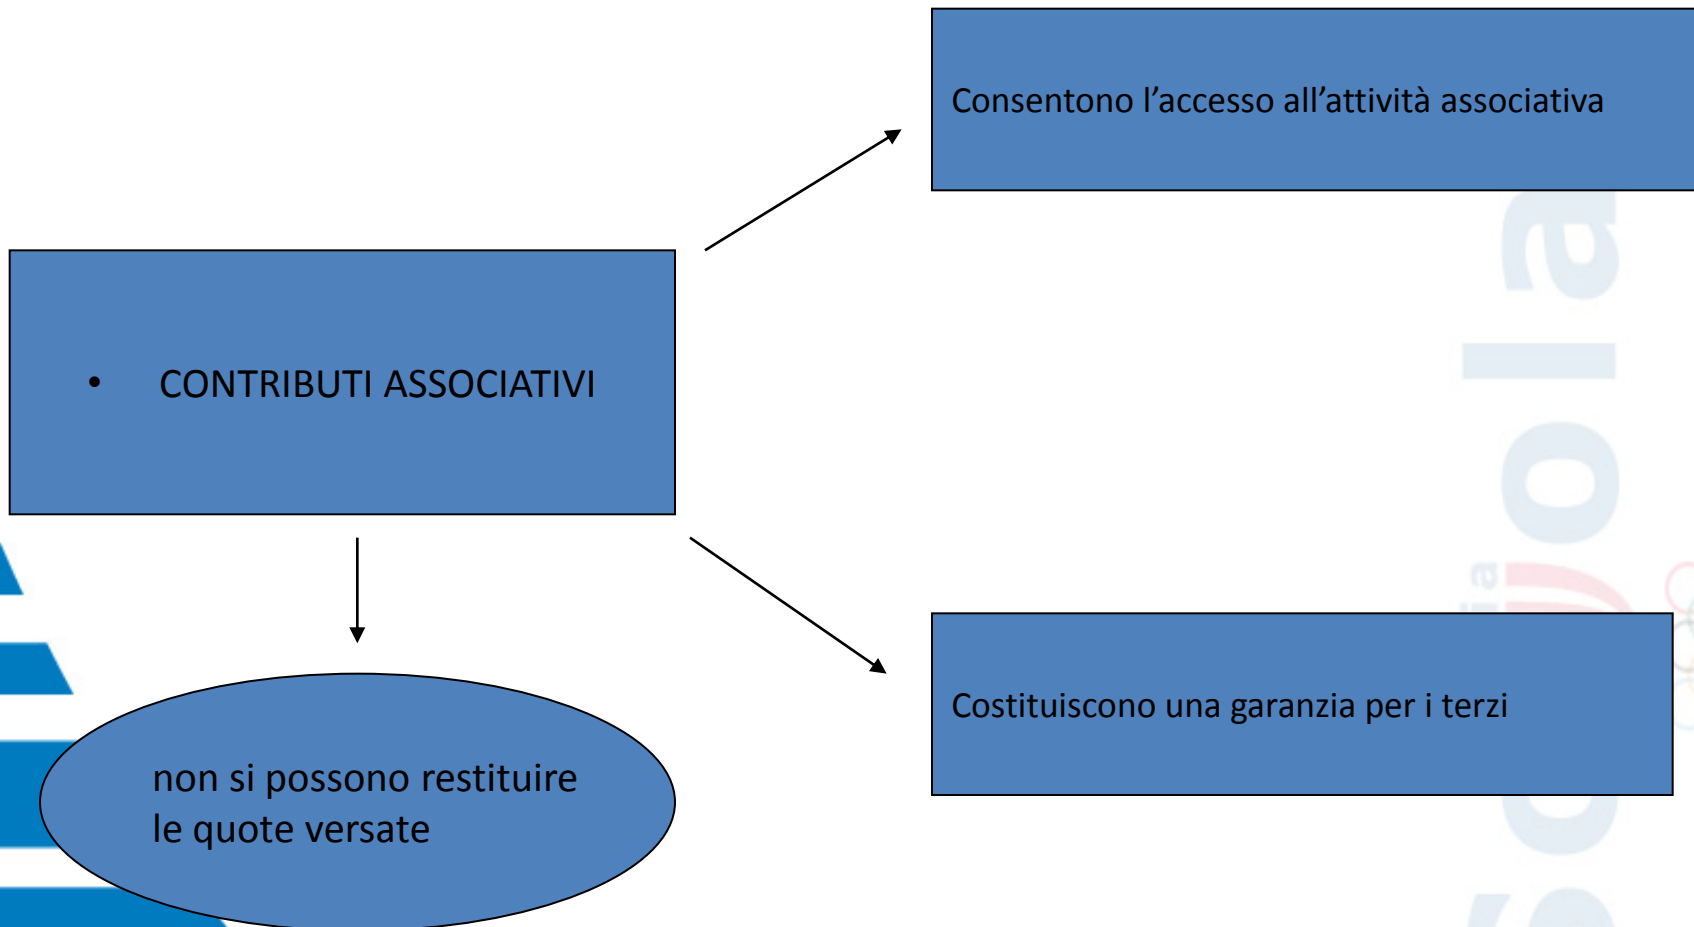 Consentono l’accesso all’attività associativa
• CONTRIBUTI ASSOCIATIVI
Costituiscono una garanzia per i terzi
non si possono restituire
le quote versate